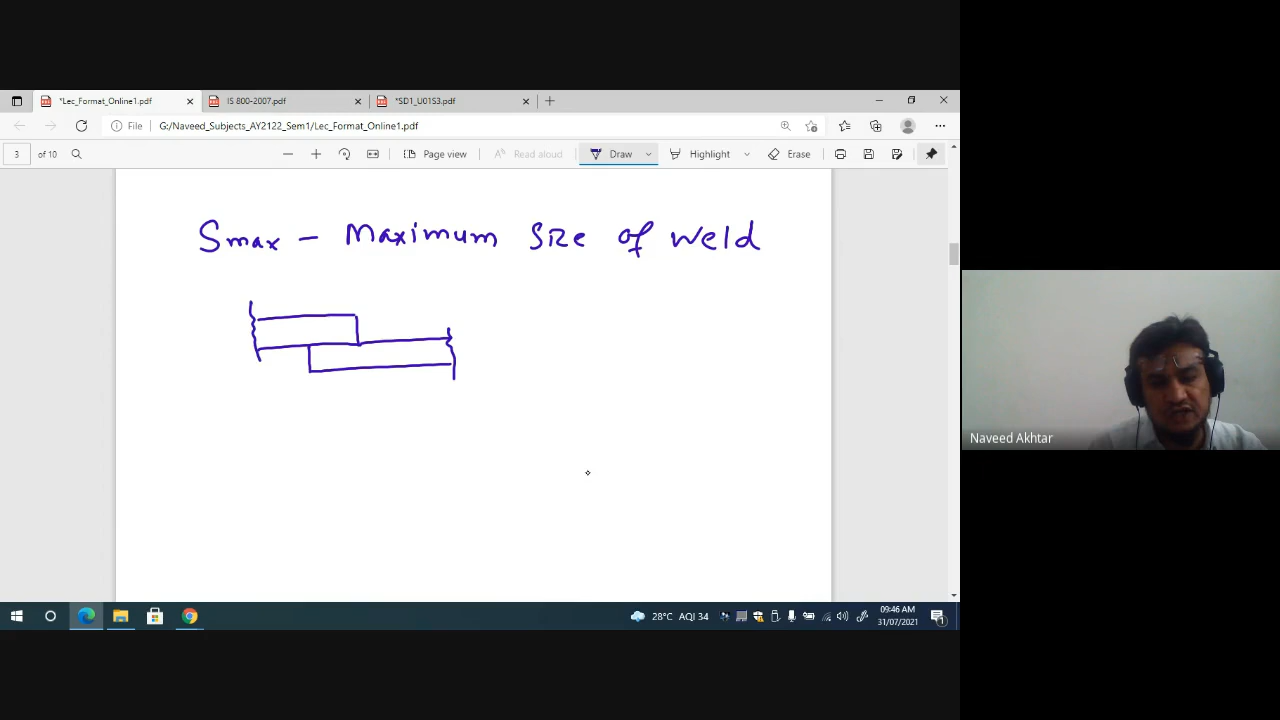 *Lec_Format_Online1.pdf
IS 800-2007.pdf
*SD1_U01S3.pdf
File
G:/Naveed_Subjects_AY2122_Sem1/Lec_Format_Online1.pdf
3 of 10
Page view
Read aloud
Draw
Highlight
Erase
Smax - Maximum Size of weld
Naveed Akhtar
28°C AQI 34
09:46 AM
31/07/2021
1